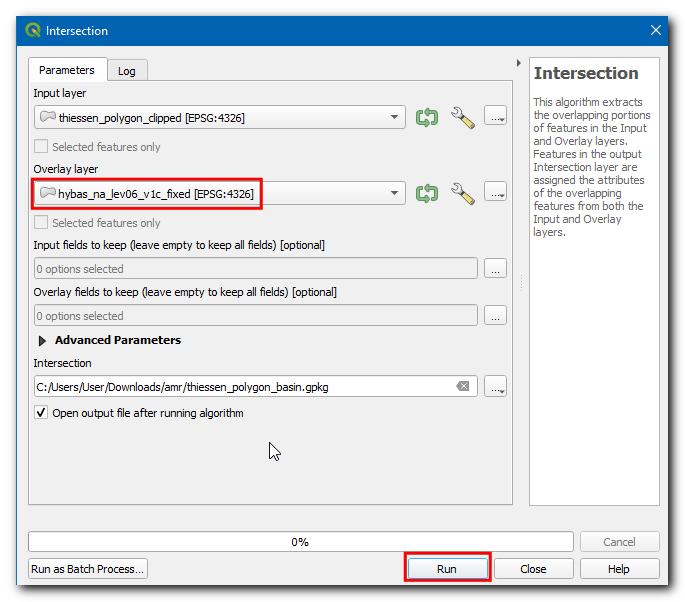 Intersection
Parameters
Log
Input layer
thiessen_polygon_clipped [EPSG:4326]
...
Selected features only
Overlay layer
hybas_na_lev06_v1c_fixed [EPSG:4326]
...
Selected features only
Input fields to keep (leave empty to keep all fields) [optional]
0 options selected
...
Overlay fields to keep (leave empty to keep all fields) [optional]
0 options selected
...
Advanced Parameters
Intersection
C:/Users/User/Downloads/amr/thiessen_polygon_basin.gpkg
...
Open output file after running algorithm
Intersection
This algorithm extracts
the overlapping portions
of features in the Input
and Overlay layers.
Features in the output
Intersection layer are
assigned the attributes
of the overlapping
features from both the
Input and Overlay
layers.
0%
Cancel
Run as Batch Process...
Run
Close
Help